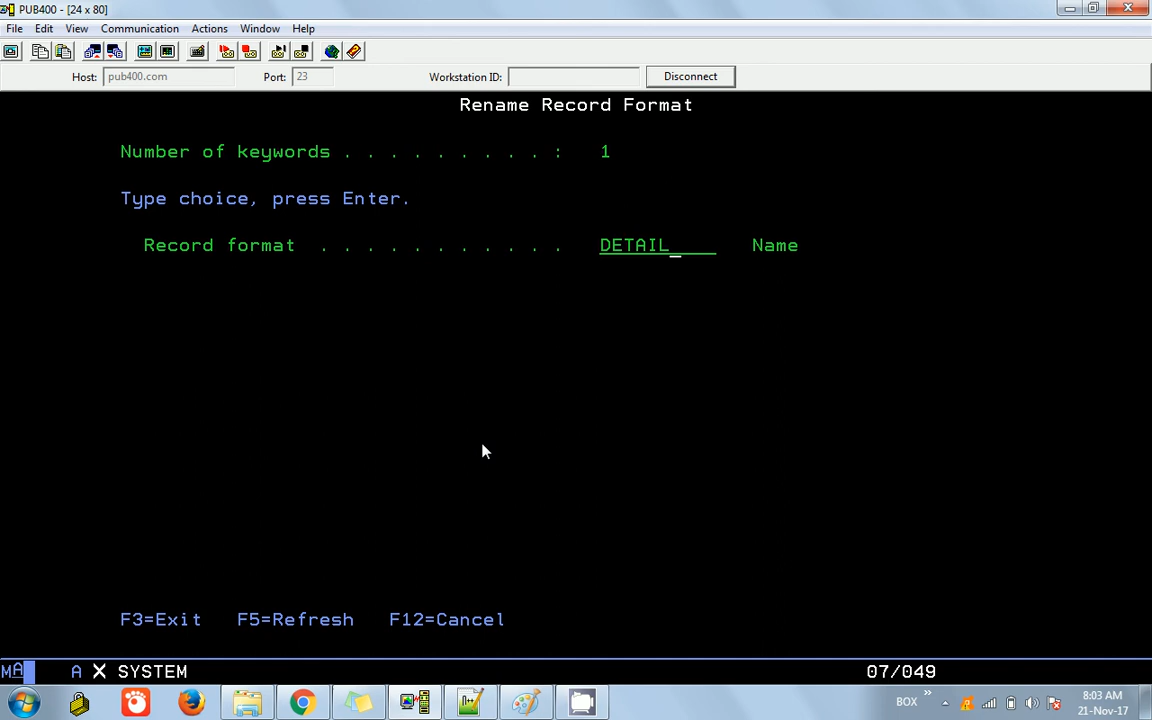 PUB400 - [24 x 80]
File Edit View Communication Actions Window Help
Host: pub400.com Port: 23 Workstation ID: Disconnect
Rename Record Format
Number of keywords . . . . . . . . . : 1
Type choice, press Enter.
Record format . . . . . . . . . . . DETAIL____ Name
F3=Exit F5=Refresh F12=Cancel
MA A X SYSTEM 07/049
BOX » 8:03 AM
21-Nov-17